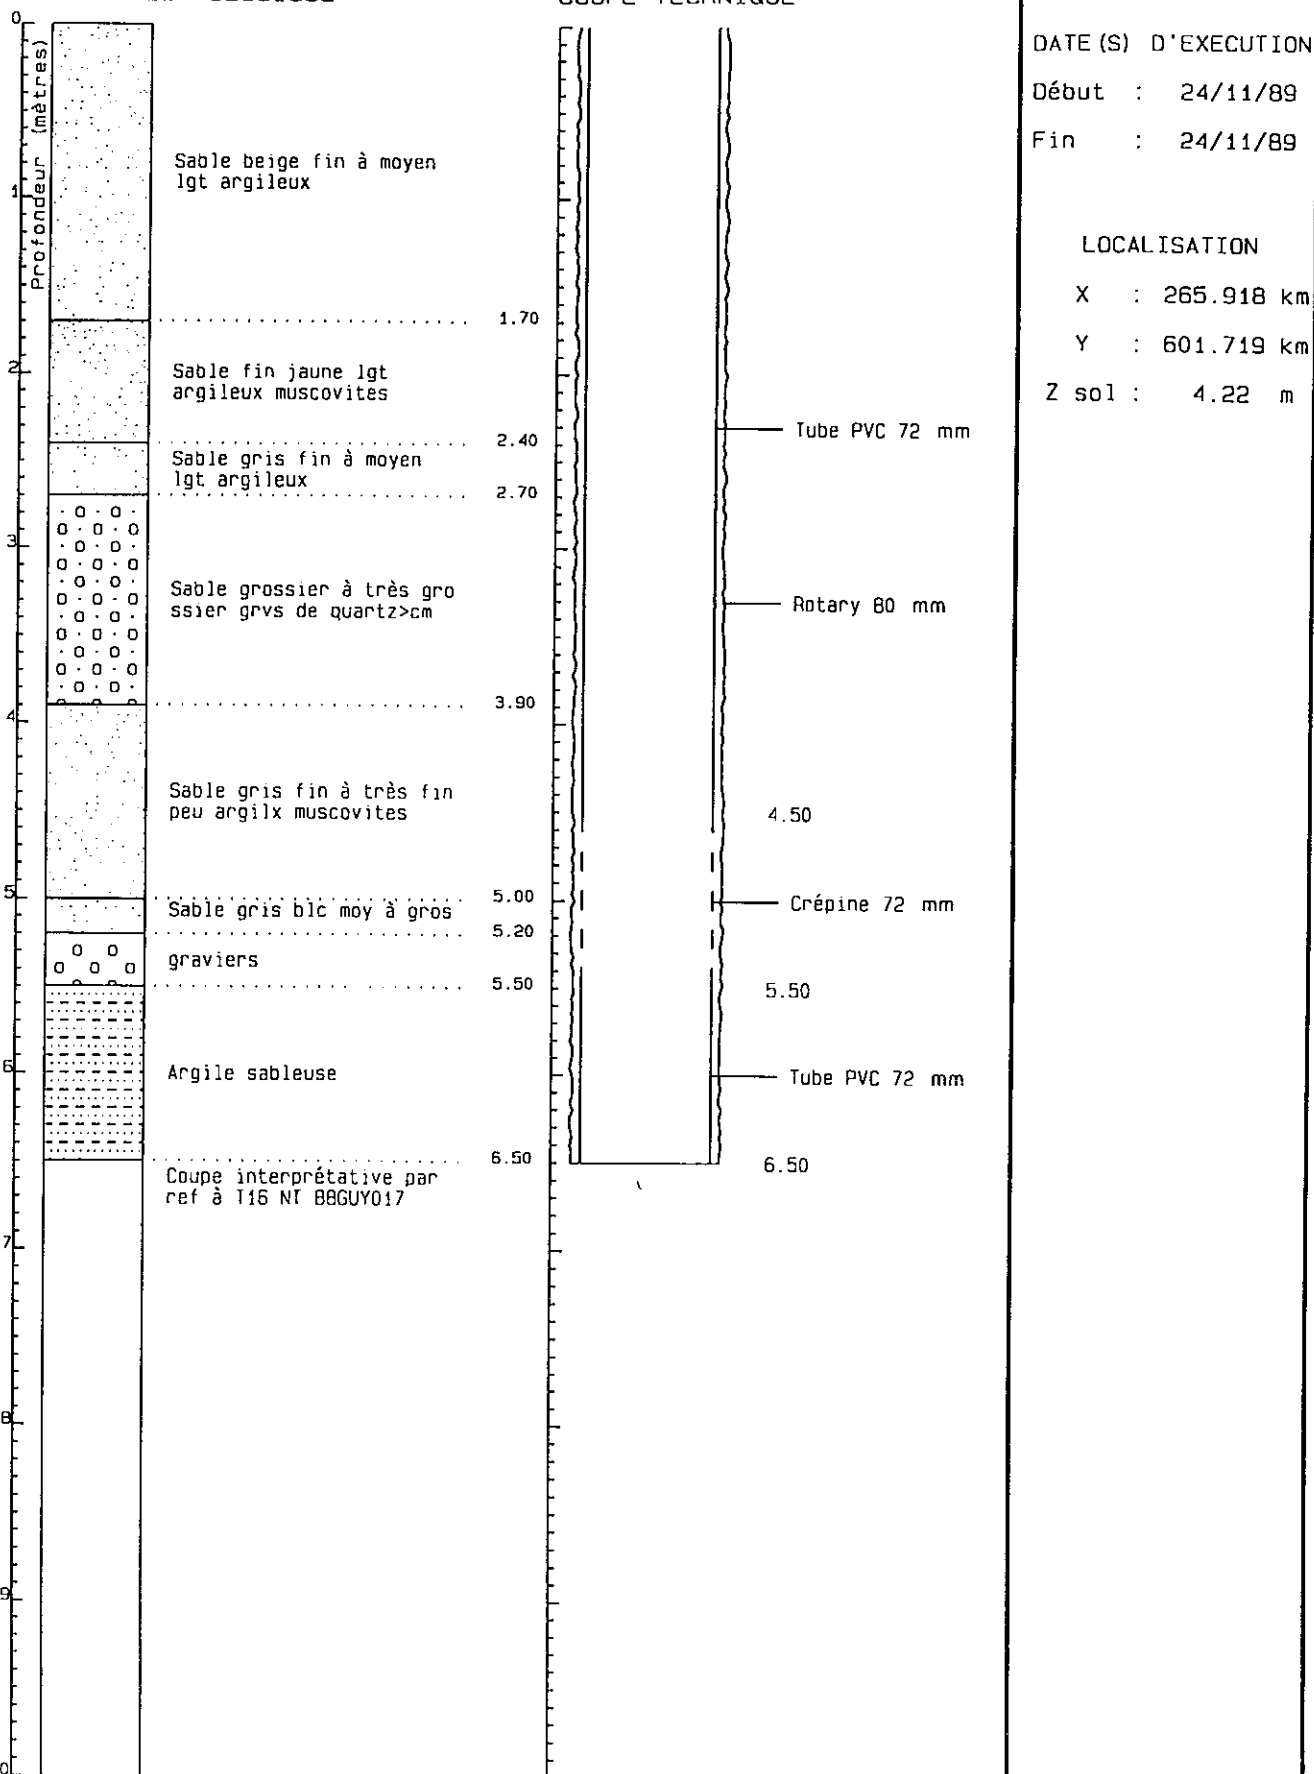 COUPE TECHNIQUE
DATE(S) D'EXECUTION
Début : 24/11/89
Fin : 24/11/89
LOCALISATION
X : 265.918 km
Y : 601.719 km
Z sol : 4.22 m
Profondeur (mètres)
0
1
2
3
4
5
6
7
8
9
0
Sable beige fin à moyen
lgt argileux
1.70
Sable fin jaune lgt
argileux muscovites
2.40
Sable gris fin à moyen
lgt argileux
2.70
Sable grossier à très gro
ssier grvs de quartz>cm
3.90
Sable gris fin à très fin
peu argilx muscovites
5.00
Sable gris blc moy à gros
5.20
graviers
5.50
Argile sableuse
6.50
Coupe interprétative par
ref à T16 NT 88GUY017
Tube PVC 72 mm
Rotary 80 mm
4.50
Crépine 72 mm
5.50
Tube PVC 72 mm
6.50